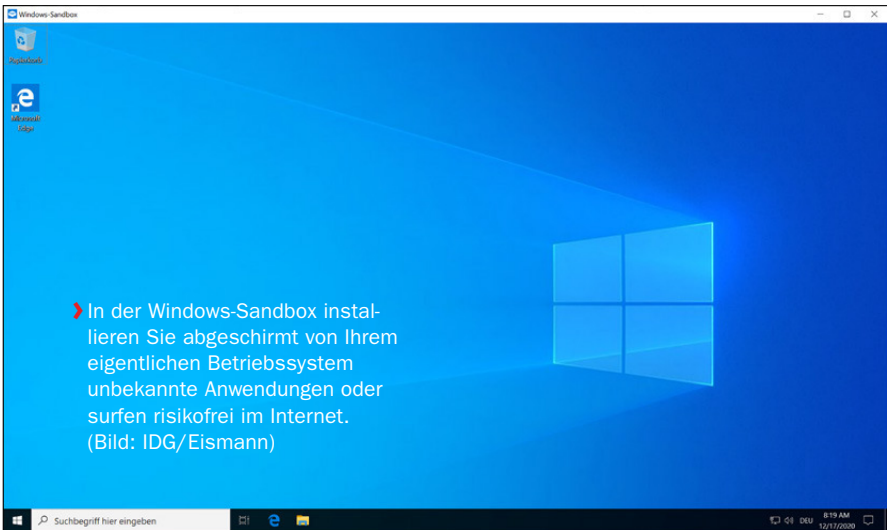 Windows-Sandbox
Papierkorb
Microsoft
Edge
In der Windows-Sandbox instal-
lieren Sie abgeschirmt von Ihrem
eigentlichen Betriebssystem
unbekannte Anwendungen oder
surfen risikofrei im Internet.
(Bild: IDG/Eismann)
Suchbegriff hier eingeben
DEU
8:19 AM
12/17/2020